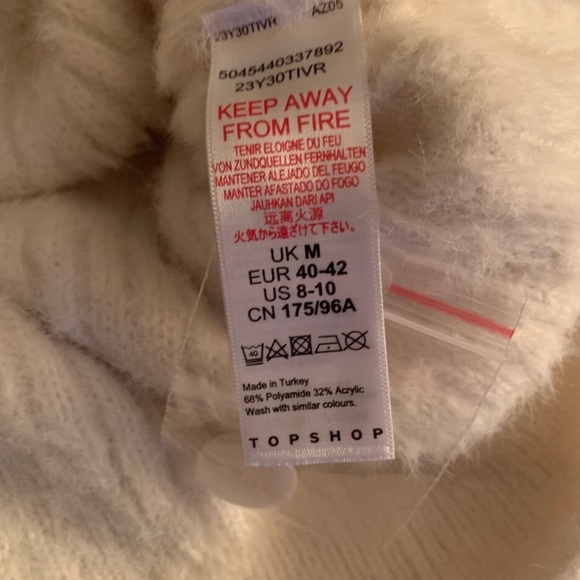 23Y30TIVR AZ05
5045440337892
23Y30TIVR
KEEP AWAY
FROM FIRE
TENIR ELOIGNE DU FEU
VON ZUNDQUELLEN FERNHALTEN
MANTENER ALEJADO DEL FEUGO
MANTER AFASTADO DO FOGO
JAUHKAN DARI API
远离火源
火気から遠ざけて下さい。
UK M
EUR 40-42
US 8-10
CN 175/96A
40
Made in Turkey
68% Polyamide 32% Acrylic
Wash with similar colours.
TOPSHOP